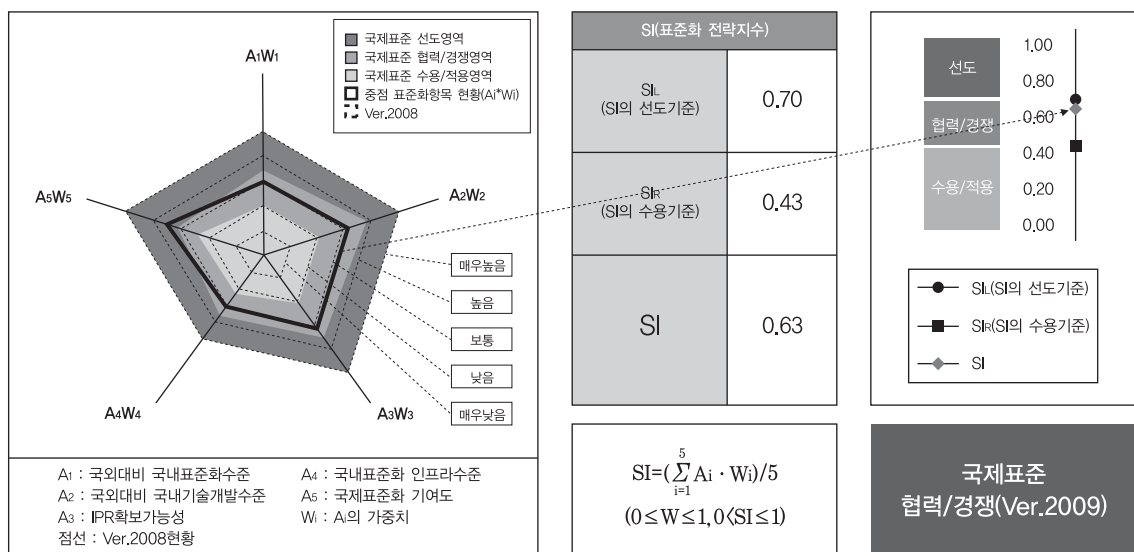 국제표준 선도영역
국제표준 협력/경쟁영역
국제표준 수용/적용영역
중점 표준화항목 현황(Ai*Wi)
Ver.2008
A₁W₁
A₂W₂
A₃W₃
A₄W₄
A₅W₅
매우높음
높음
보통
낮음
매우낮음
A₁ : 국외대비 국내표준화수준
A₂ : 국외대비 국내기술개발수준
A₃ : IPR확보가능성
점선 : Ver.2008현황
A₄ : 국내표준화 인프라수준
A₅ : 국제표준화 기여도
Wᵢ : Aᵢ의 가중치
SI(표준화 전략지수)
SIL
(SI의 선도기준)
0.70
SIR
(SI의 수용기준)
0.43
SI
0.63
SI=(5∑i=1 Ai · Wi)/5
(0≤W≤1, 0〈SI≤1)
선도
협력/경쟁
수용/적용
1.00
0.80
0.60
0.40
0.20
0.00
SIL(SI의 선도기준)
SIR(SI의 수용기준)
SI
국제표준
협력/경쟁(Ver.2009)